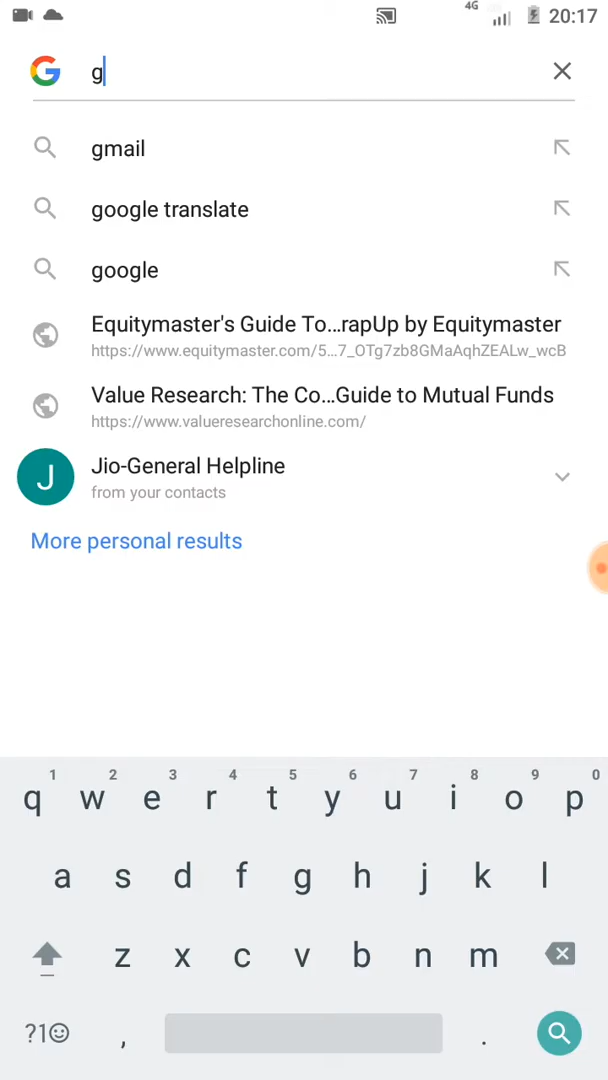 4G 20:17
g
gmail
google translate
google
Equitymaster's Guide To...rapUp by Equitymaster
https://www.equitymaster.com/5...7_OTg7zb8GMaAqhZEALw_wcB
Value Research: The Co...Guide to Mutual Funds
https://www.valueresearchonline.com/
J Jio-General Helpline
from your contacts
More personal results
1 2 3 4 5 6 7 8 9 0
q w e r t y u i o p
a s d f g h j k l
z x c v b n m
?1☺ , .